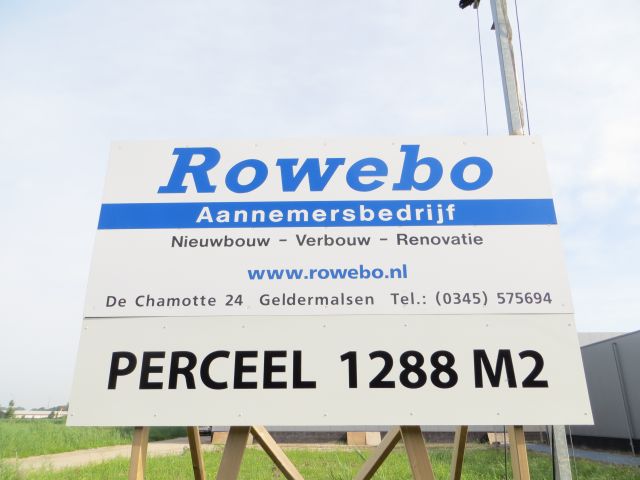 Rowebo
Aannemersbedrijf
Nieuwbouw - Verbouw - Renovatie
www.rowebo.nl
De Chamotte 24 Geldermalsen Tel.: (0345) 575694
PERCEEL 1288 M2